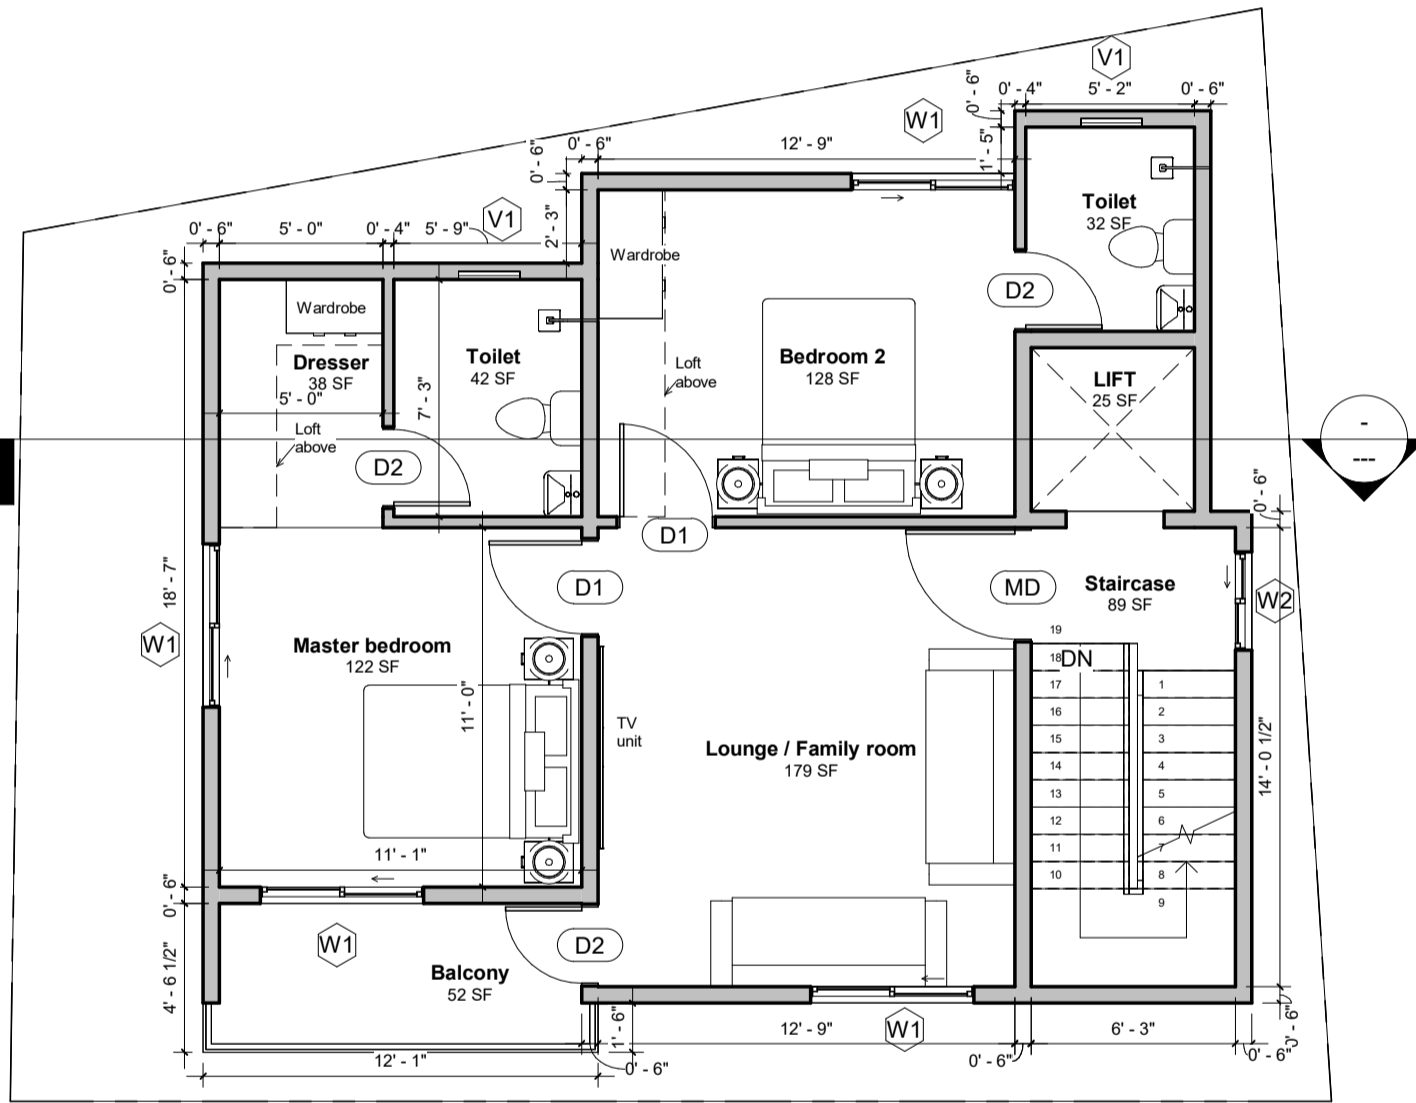 V1
0' - 4"
5' - 2"
0' - 6"
0' - 6"
W1
1' - 5"
0' - 6"
12' - 9"
0' - 6"
Toilet
32 SF
V1
2' - 3"
0' - 6"
5' - 0"
0' - 4"
5' - 9"
0' - 6"
Wardrobe
D2
Wardrobe
Dresser
38 SF
5' - 0"
Toilet
42 SF
7' - 3"
Loft
above
Bedroom 2
128 SF
LIFT
25 SF
Loft
above
D2
-
---
0' - 6"
D1
D1
MD
Staircase
89 SF
W2
18' - 7"
W1
Master bedroom
122 SF
11' - 0"
19
18
DN
17
16
15
14
13
12
11
10
1
2
3
4
5
6
7
8
9
TV
unit
Lounge / Family room
179 SF
14' - 0 1/2"
11' - 1"
0' - 6"
W1
D2
4' - 6 1/2"
Balcony
52 SF
1' - 6"
12' - 9"
W1
6' - 3"
0' - 6"
12' - 1"
0' - 6"
0' - 6"
0' - 6"